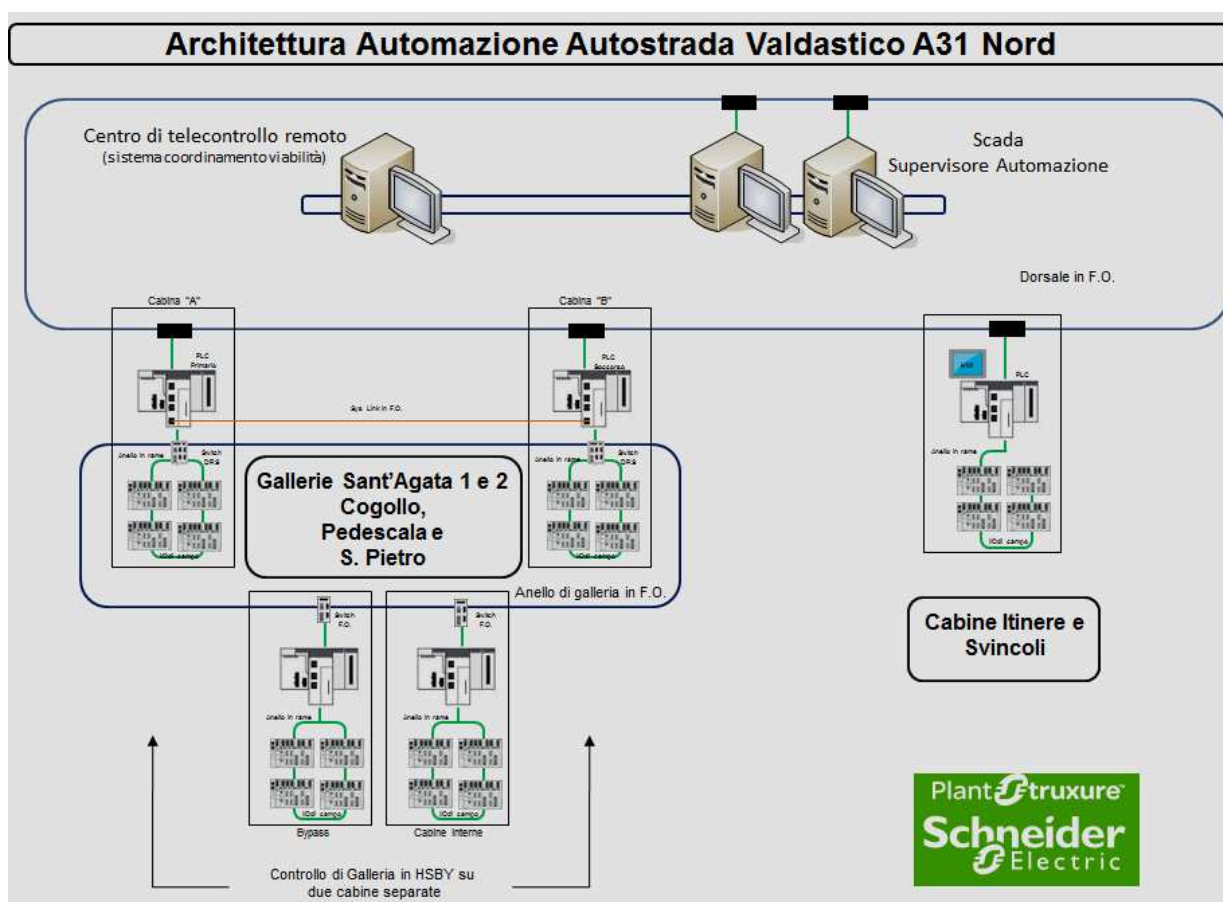 Architettura Automazione Autostrada Valdastico A31 Nord
Centro di telecontrollo remoto
(sistema coordinamento viabilità)
Scada
Supervisore Automazione
Dorsale in F.O.
Cabina "A"
Cabina "B"
PLC
Primario
PLC
Soccorso
HMI
PLC
Sys Link in F.O.
Anello in rame
Switch
DRS
Anello in rame
Switch
DRS
Anello in rame
Gallerie Sant'Agata 1 e 2
Cogollo,
Pedescala e
S. Pietro
IOdi campo
IOdi campo
IOdi campo
Anello di galleria in F.O.
Switch
F.O.
Switch
F.O.
Cabine Itinere e
Svincoli
Anello in rame
Anello in rame
IOdi campo
IOdi campo
Bypass
Cabine Interne
Controllo di Galleria in HSBY su
due cabine separate
PlantStruxure
Schneider
Electric